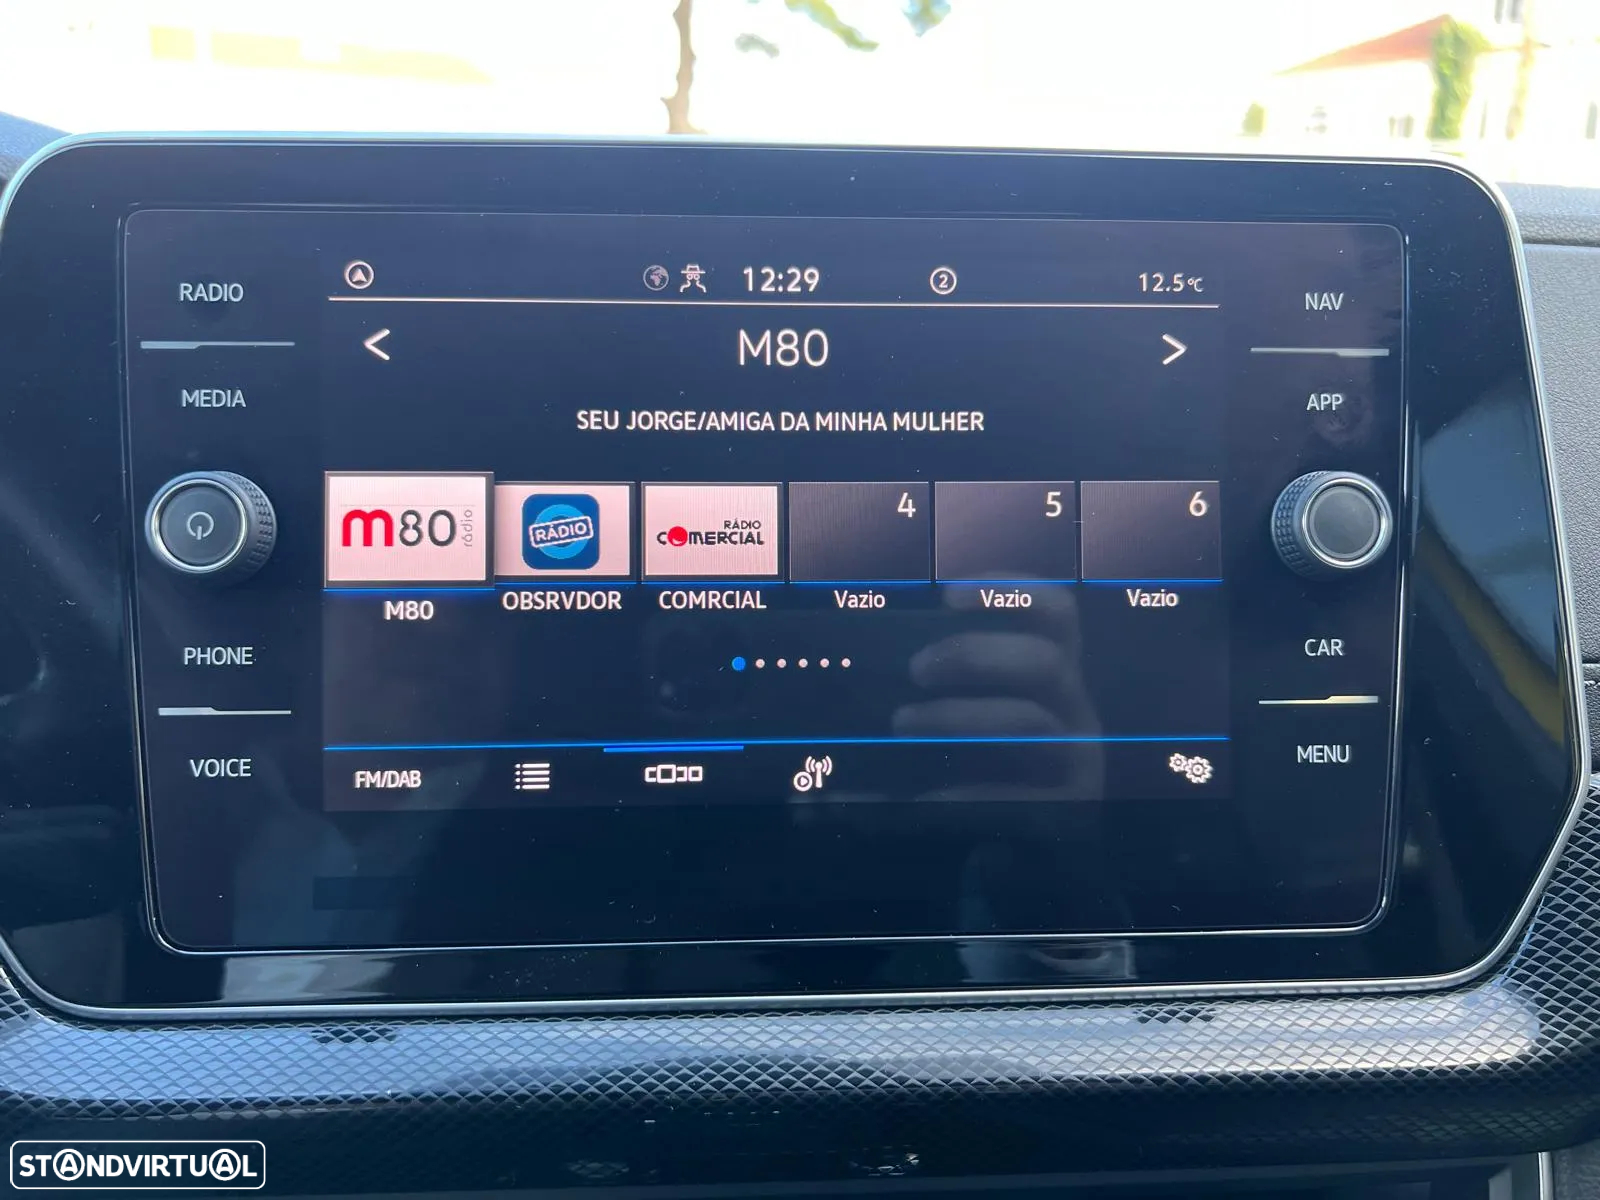 RADIO
MEDIA
PHONE
VOICE
12:29
2
12.5°C
M80
SEU JORGE/AMIGA DA MINHA MULHER
m80 rádio
RÁDIO
RÁDIO
COMERCIAL
4
5
6
M80
OBSRVDOR
COMRCIAL
Vazio
Vazio
Vazio
FM/DAB
NAV
APP
CAR
MENU
STANDVIRTUAL